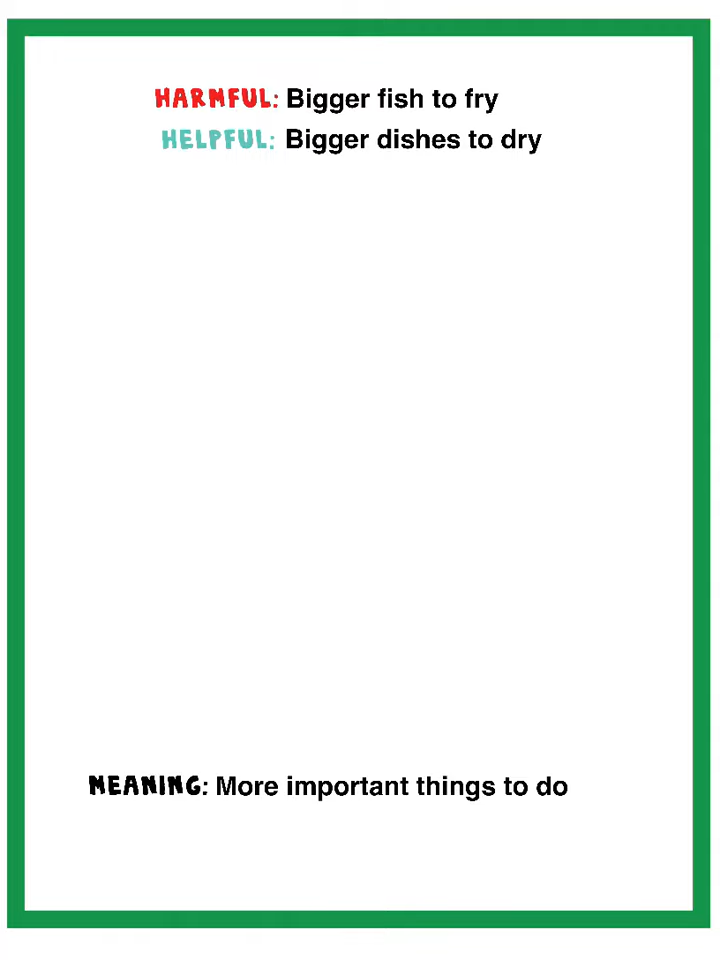 HARMFUL: Bigger fish to fry
HELPFUL: Bigger dishes to dry
MEANING: More important things to do